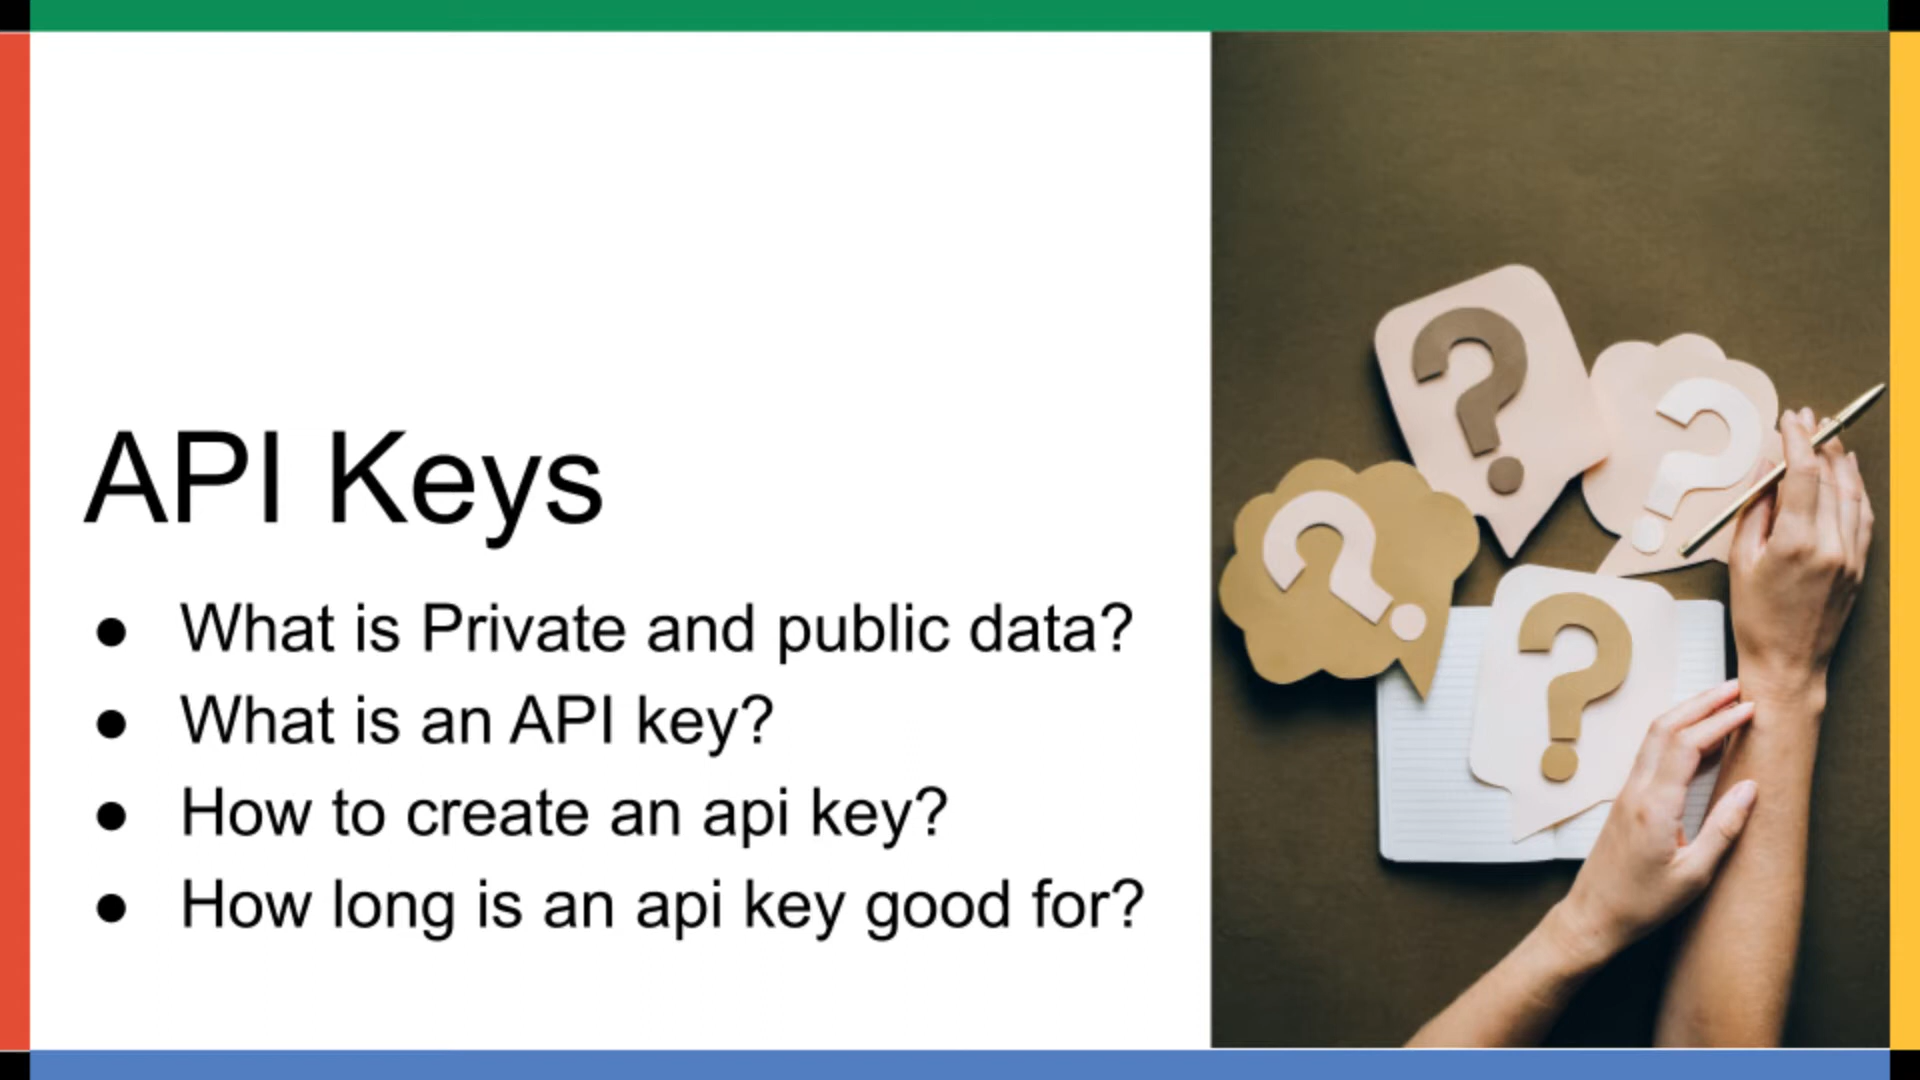 API Keys
● What is Private and public data?
● What is an API key?
● How to create an api key?
● How long is an api key good for?